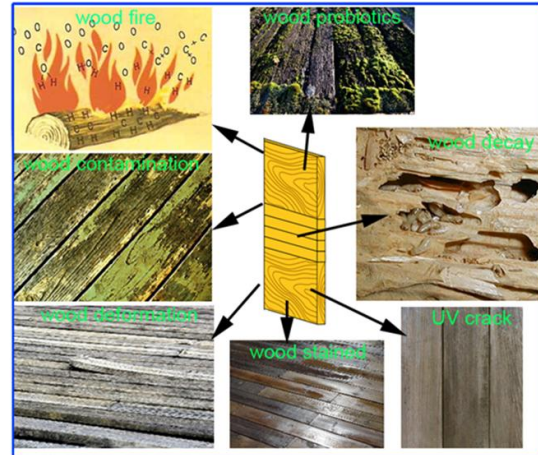 wood fire
wood probiotics
wood contamination
wood decay
wood deformation
wood stained
UV crack